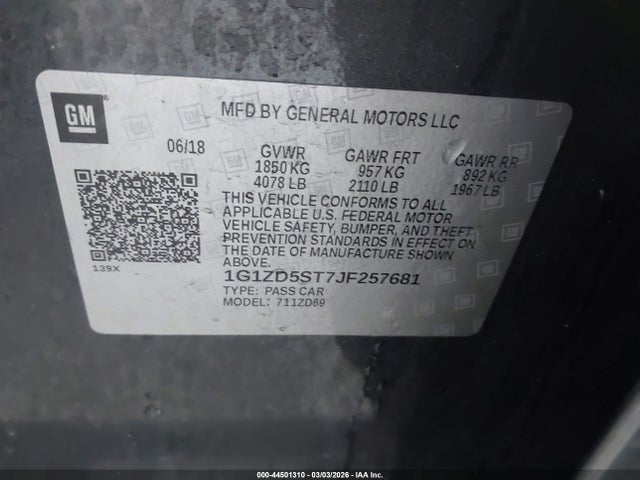 GM
MFD BY GENERAL MOTORS LLC
06/18 GVWR GAWR FRT GAWR RR
1850 KG 957 KG 892 KG
4078 LB 2110 LB 1967 LB
THIS VEHICLE CONFORMS TO ALL
APPLICABLE U.S. FEDERAL MOTOR
VEHICLE SAFETY, BUMPER, AND THEFT
PREVENTION STANDARDS IN EFFECT ON
THE DATE OF MANUFACTURE SHOWN ABOVE.
139X
1G1ZD5ST7JF257681
TYPE: PASS CAR
MODEL: 711ZD69
000-44501310 - 03/03/2026 - IAA Inc.